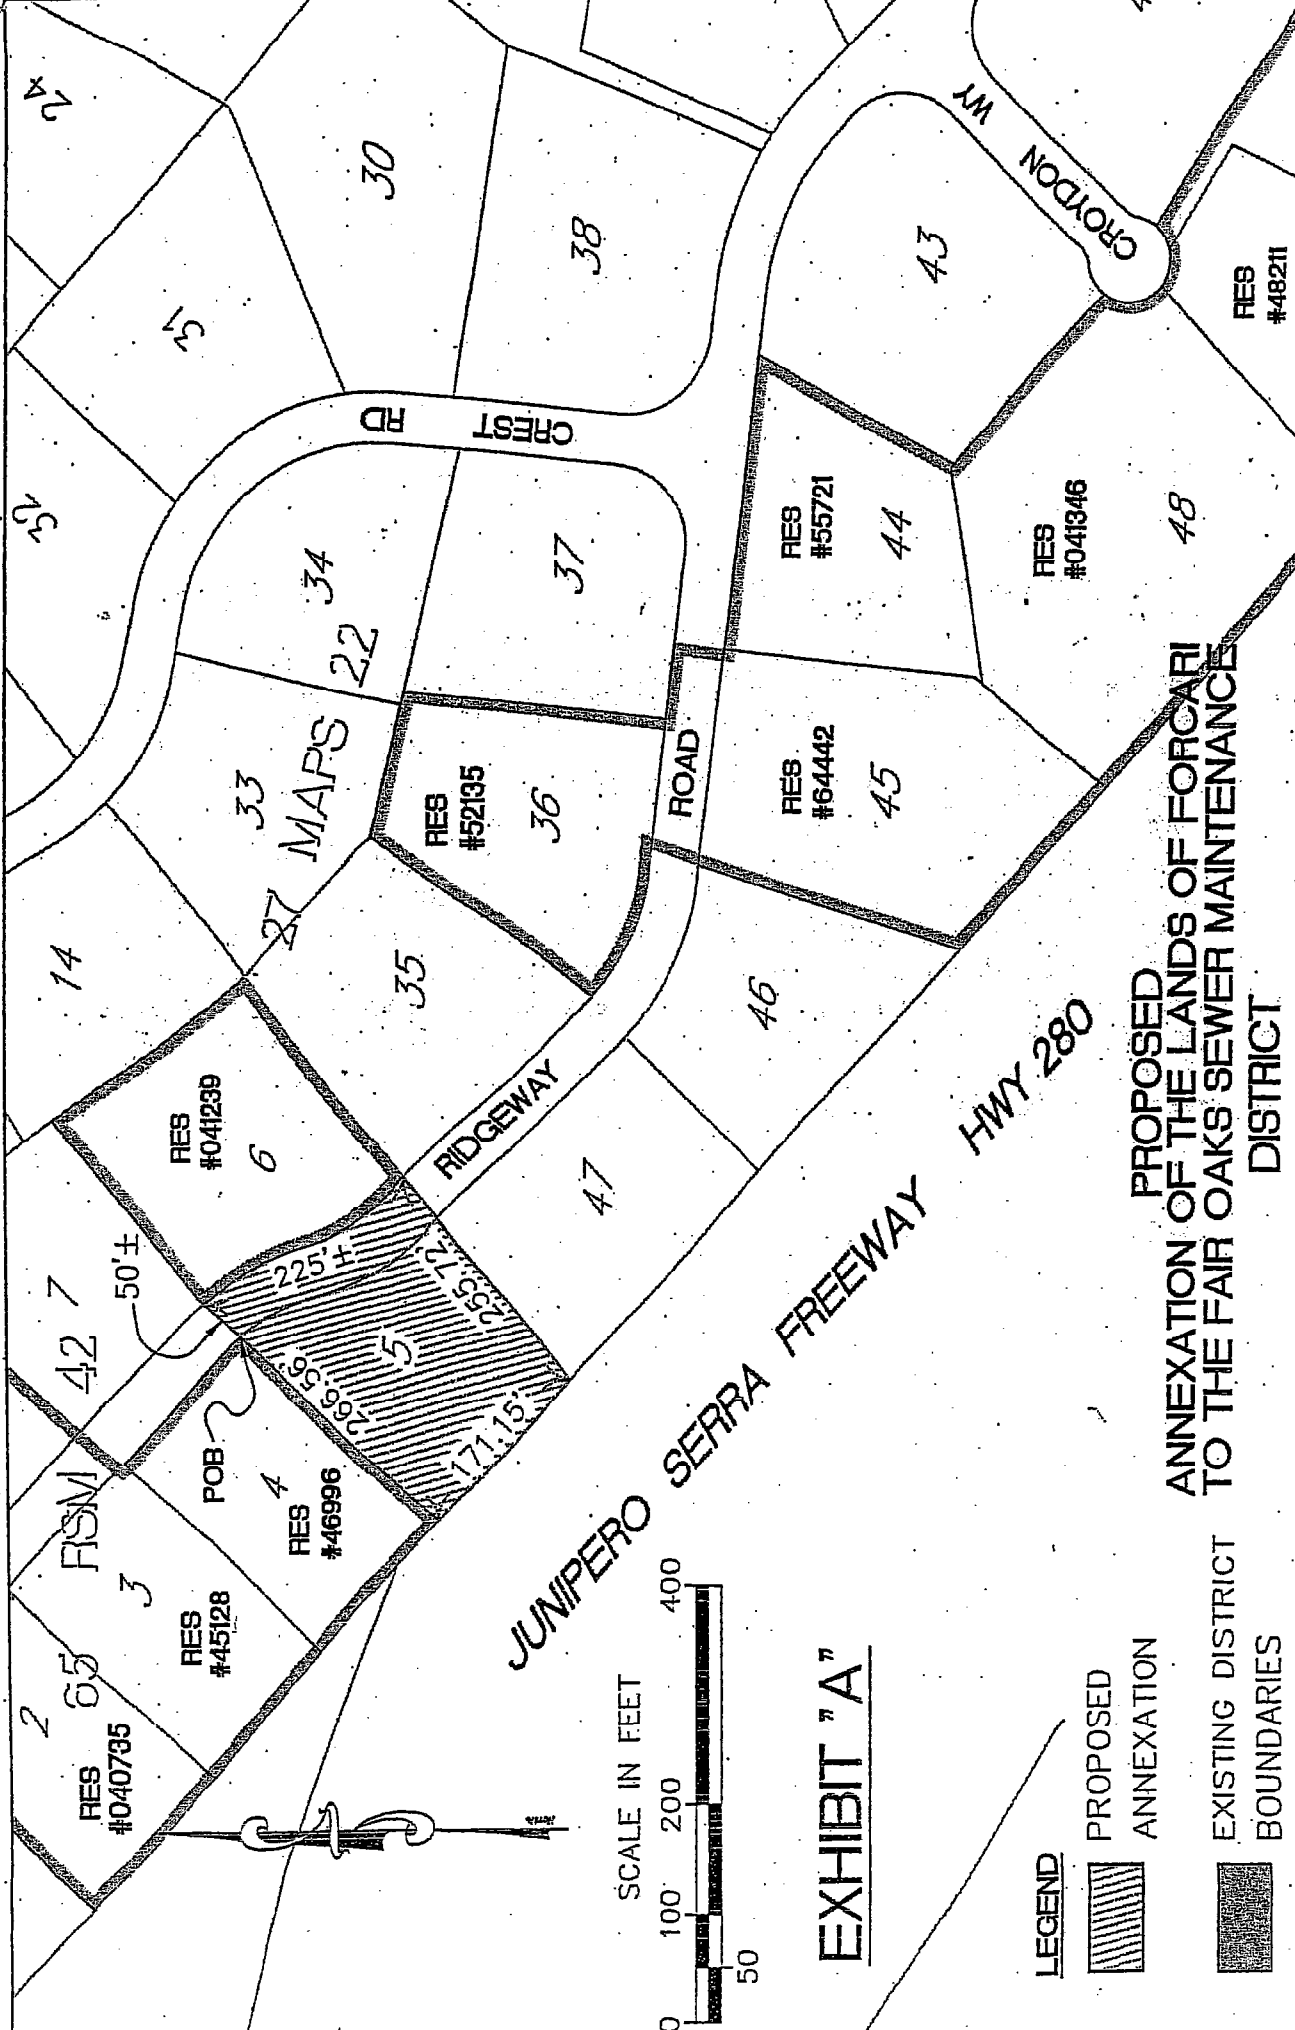 PROPOSED
ANNEXATION OF THE LANDS OF FORCARI
TO THE FAIR OAKS SEWER MAINTENANCE
DISTRICT
EXHIBIT "A"
SCALE IN FEET
0
50
100
200
400
LEGEND
PROPOSED
ANNEXATION
EXISTING DISTRICT
BOUNDARIES
JUNIPERO SERRA FREEWAY HWY 280
RIDGEWAY
ROAD
CREST
RD
CROYDON
WY
2
RES
#040735
65
RSM
42
3
RES
#45128
4
RES
#46996
POB
50'±
7
5
225'±
266.56'
255.72'
171.15'
6
RES
#041239
14
27
MAPS
22
33
34
35
36
RES
#52135
37
38
30
31
32
24
43
44
RES
#55721
45
RES
#64442
46
47
48
RES
#041346
RES
#48211